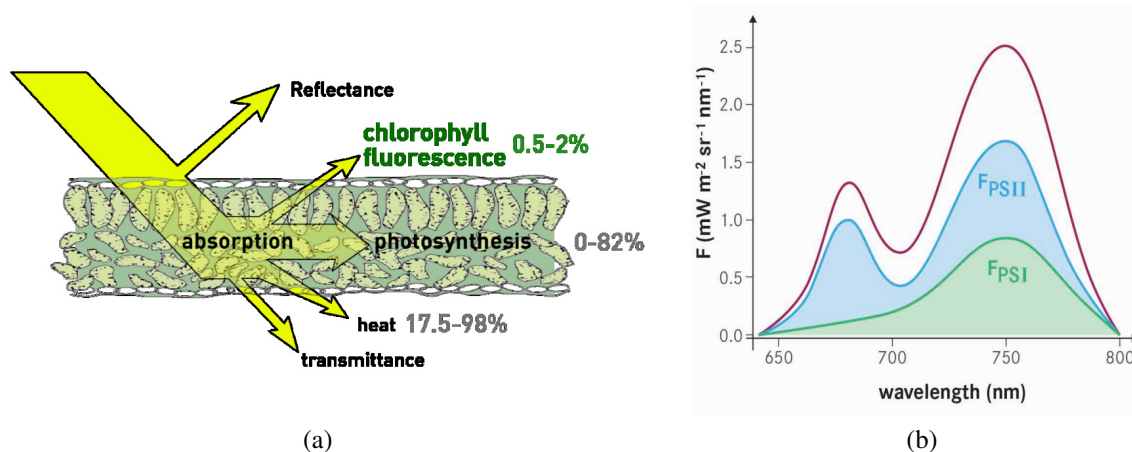 Reflectance
chlorophyll
fluorescence 0.5-2%
absorption
photosynthesis 0-82%
heat 17.5-98%
transmittance
(a)
F (mW m⁻² sr⁻¹ nm⁻¹)
2.5
2.0
1.5
1.0
0.5
0.0
FPSII
FPSI
650 700 750 800
wavelength (nm)
(b)